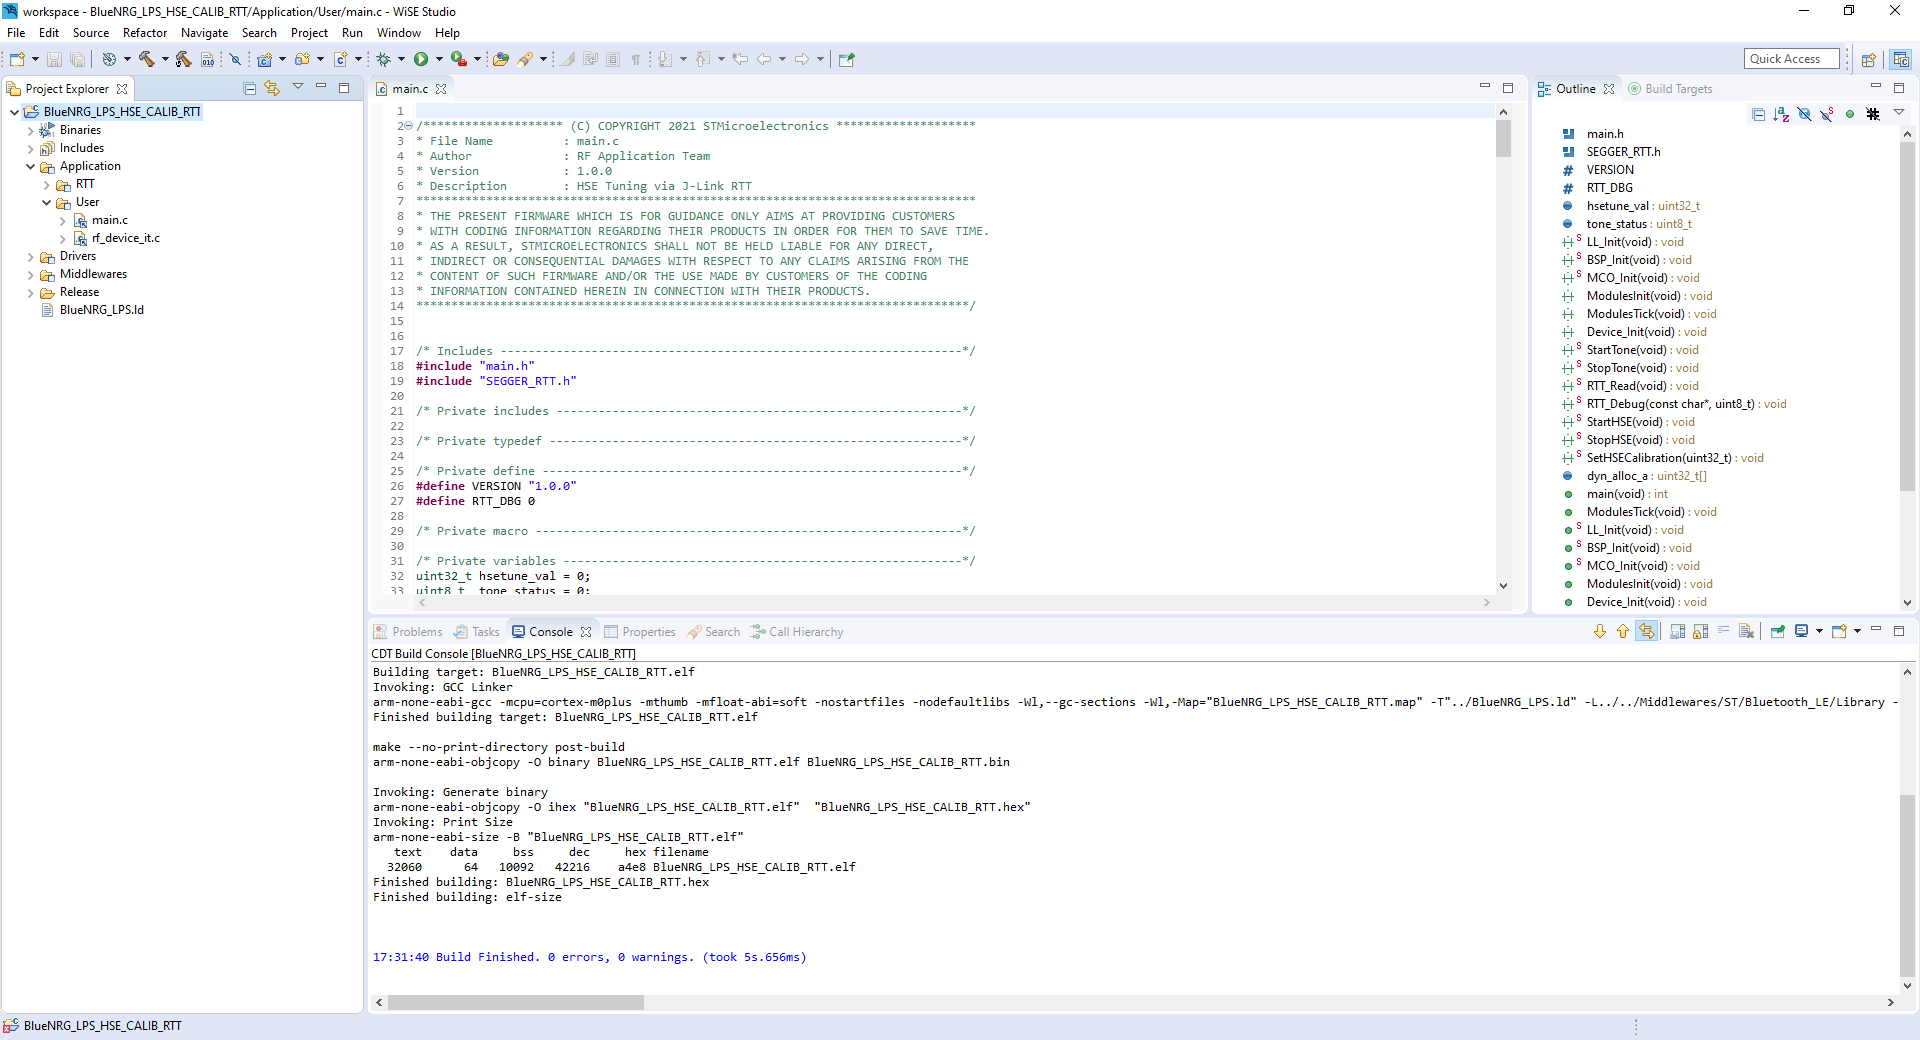 workspace - BlueNRG_LPS_HSE_CALIB_RTT/Application/User/main.c - WiSE Studio
File Edit Source Refactor Navigate Search Project Run Window Help
Quick Access
Project Explorer
BlueNRG_LPS_HSE_CALIB_RTT
Binaries
Includes
Application
RTT
User
main.c
rf_device_it.c
Drivers
Middlewares
Release
BlueNRG_LPS.ld
main.c
1
2 /******************** (C) COPYRIGHT 2021 STMicroelectronics ********************
3 * File Name          : main.c
4 * Author             : RF Application Team
5 * Version            : 1.0.0
6 * Description        : HSE Tuning via J-Link RTT
7 ********************************************************************************
8 * THE PRESENT FIRMWARE WHICH IS FOR GUIDANCE ONLY AIMS AT PROVIDING CUSTOMERS
9 * WITH CODING INFORMATION REGARDING THEIR PRODUCTS IN ORDER FOR THEM TO SAVE TIME.
10 * AS A RESULT, STMICROELECTRONICS SHALL NOT BE HELD LIABLE FOR ANY DIRECT,
11 * INDIRECT OR CONSEQUENTIAL DAMAGES WITH RESPECT TO ANY CLAIMS ARISING FROM THE
12 * CONTENT OF SUCH FIRMWARE AND/OR THE USE MADE BY CUSTOMERS OF THE CODING
13 * INFORMATION CONTAINED HEREIN IN CONNECTION WITH THEIR PRODUCTS.
14 *******************************************************************************/
15
16
17 /* Includes ------------------------------------------------------------------*/
18 #include "main.h"
19 #include "SEGGER_RTT.h"
20
21 /* Private includes ----------------------------------------------------------*/
22
23 /* Private typedef -----------------------------------------------------------*/
24
25 /* Private define ------------------------------------------------------------*/
26 #define VERSION "1.0.0"
27 #define RTT_DBG 0
28
29 /* Private macro -------------------------------------------------------------*/
30
31 /* Private variables ---------------------------------------------------------*/
32 uint32_t hsetune_val = 0;
33 uint8_t  tone_status = 0;
Outline Build Targets
main.h
SEGGER_RTT.h
# VERSION
# RTT_DBG
hsetune_val : uint32_t
tone_status : uint8_t
S LL_Init(void) : void
S BSP_Init(void) : void
S MCO_Init(void) : void
ModulesInit(void) : void
ModulesTick(void) : void
Device_Init(void) : void
S StartTone(void) : void
S StopTone(void) : void
S RTT_Read(void) : void
S RTT_Debug(const char*, uint8_t) : void
S StartHSE(void) : void
S StopHSE(void) : void
S SetHSECalibration(uint32_t) : void
dyn_alloc_a : uint32_t[]
main(void) : int
ModulesTick(void) : void
S LL_Init(void) : void
S BSP_Init(void) : void
S MCO_Init(void) : void
ModulesInit(void) : void
Device_Init(void) : void
Problems Tasks Console Properties Search Call Hierarchy
CDT Build Console [BlueNRG_LPS_HSE_CALIB_RTT]
Building target: BlueNRG_LPS_HSE_CALIB_RTT.elf
Invoking: GCC Linker
arm-none-eabi-gcc -mcpu=cortex-m0plus -mthumb -mfloat-abi=soft -nostartfiles -nodefaultlibs -Wl,--gc-sections -Wl,-Map="BlueNRG_LPS_HSE_CALIB_RTT.map" -T"../BlueNRG_LPS.ld" -L../../Middlewares/ST/Bluetooth_LE/Library -
Finished building target: BlueNRG_LPS_HSE_CALIB_RTT.elf
make --no-print-directory post-build
arm-none-eabi-objcopy -O binary BlueNRG_LPS_HSE_CALIB_RTT.elf BlueNRG_LPS_HSE_CALIB_RTT.bin
Invoking: Generate binary
arm-none-eabi-objcopy -O ihex "BlueNRG_LPS_HSE_CALIB_RTT.elf"  "BlueNRG_LPS_HSE_CALIB_RTT.hex"
Invoking: Print Size
arm-none-eabi-size -B "BlueNRG_LPS_HSE_CALIB_RTT.elf"
text data bss dec hex filename
32060 64 10092 42216 a4e8 BlueNRG_LPS_HSE_CALIB_RTT.elf
Finished building: BlueNRG_LPS_HSE_CALIB_RTT.hex
Finished building: elf-size
17:31:40 Build Finished. 0 errors, 0 warnings. (took 5s.656ms)
BlueNRG_LPS_HSE_CALIB_RTT